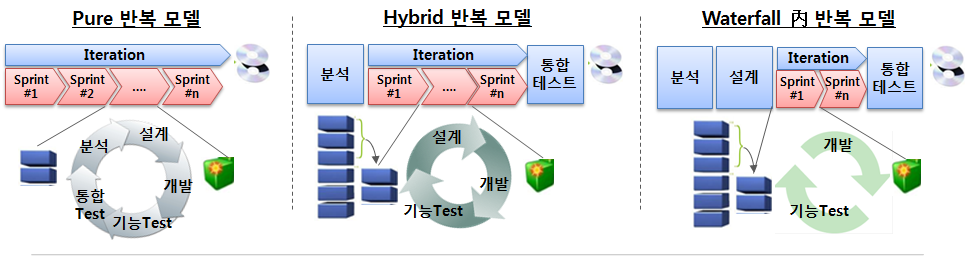 Pure 반복 모델
Iteration
Sprint
#1
Sprint
#2
....
Sprint
#n
분석
설계
개발
기능Test
통합
Test
Hybrid 반복 모델
분석
Iteration
Sprint
#1
....
Sprint
#n
통합
테스트
설계
개발
기능Test
Waterfall 內 반복 모델
분석
설계
Iteration
Sprint
#1
Sprint
#n
통합
테스트
개발
기능Test